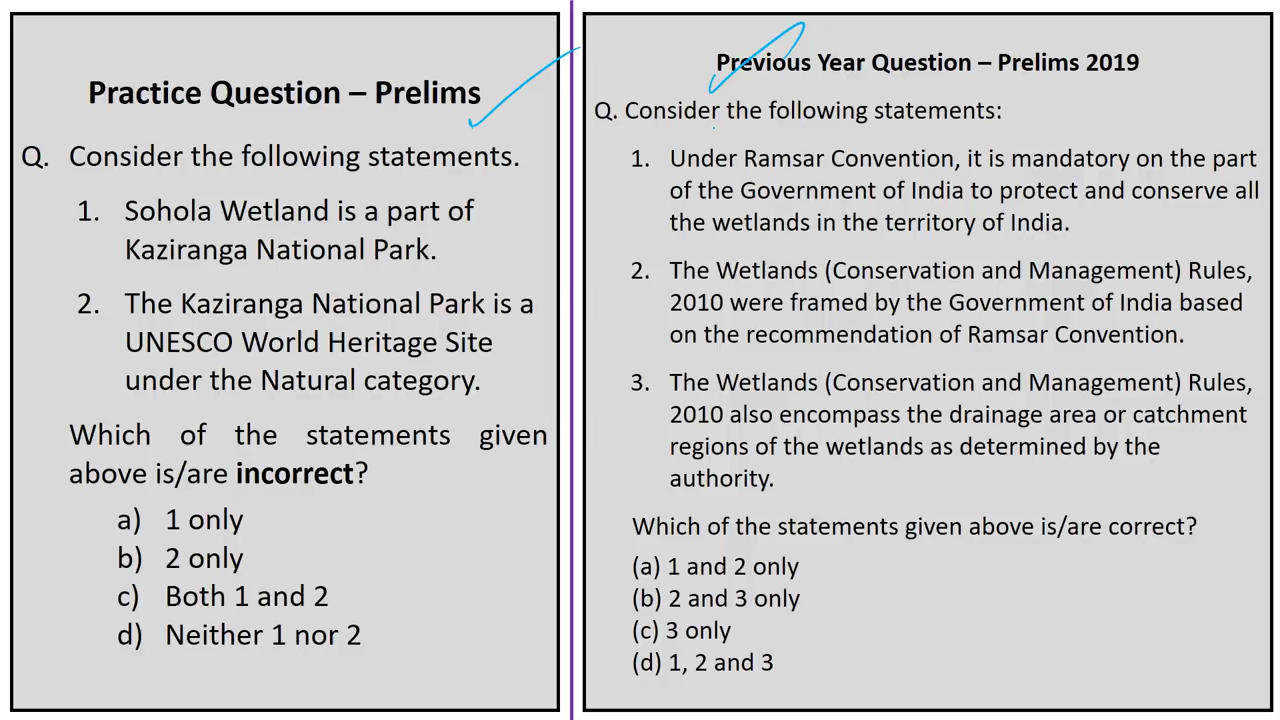 Practice Question – Prelims
Q. Consider the following statements.
1. Sohola Wetland is a part of
Kaziranga National Park.
2. The Kaziranga National Park is a
UNESCO World Heritage Site
under the Natural category.
Which of the statements given
above is/are incorrect?
a) 1 only
b) 2 only
c) Both 1 and 2
d) Neither 1 nor 2
Previous Year Question – Prelims 2019
Q. Consider the following statements:
1. Under Ramsar Convention, it is mandatory on the part
of the Government of India to protect and conserve all
the wetlands in the territory of India.
2. The Wetlands (Conservation and Management) Rules,
2010 were framed by the Government of India based
on the recommendation of Ramsar Convention.
3. The Wetlands (Conservation and Management) Rules,
2010 also encompass the drainage area or catchment
regions of the wetlands as determined by the
authority.
Which of the statements given above is/are correct?
(a) 1 and 2 only
(b) 2 and 3 only
(c) 3 only
(d) 1, 2 and 3